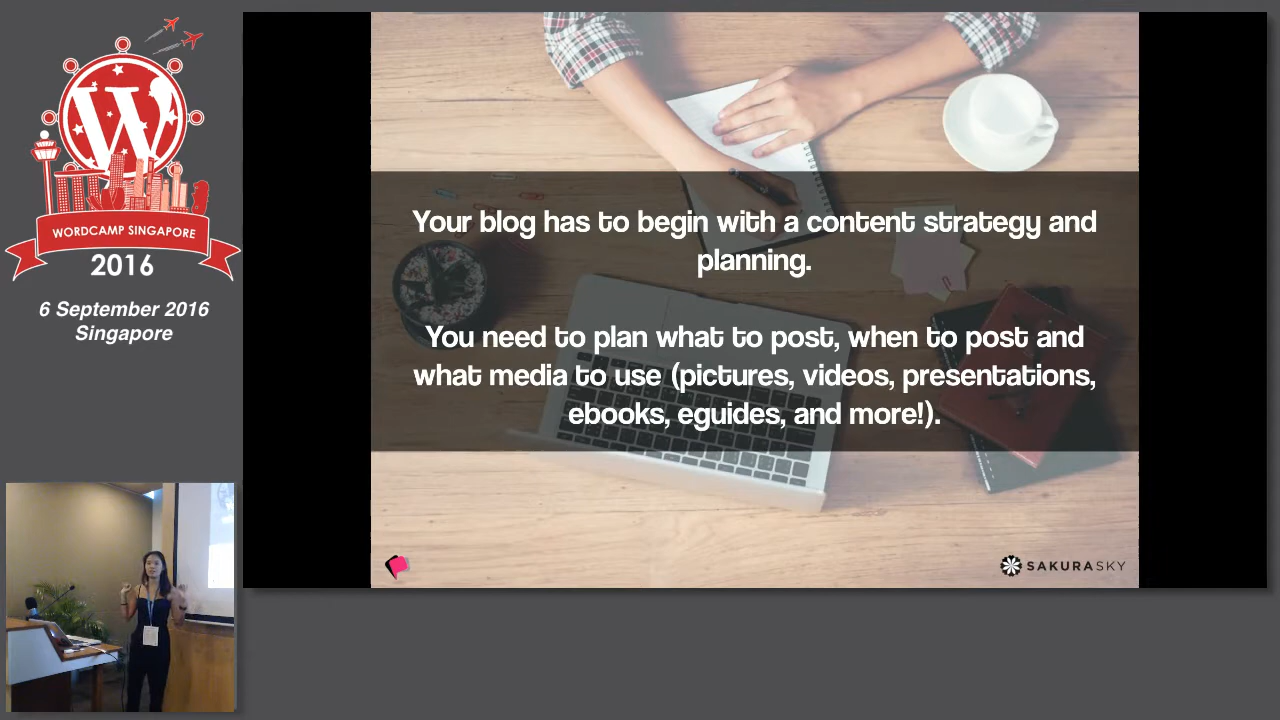 WORDCAMP SINGAPORE
2016
6 September 2016
Singapore
Your blog has to begin with a content strategy and
planning.
You need to plan what to post, when to post and
what media to use (pictures, videos, presentations,
ebooks, eguides, and more!).
SAKURASKY